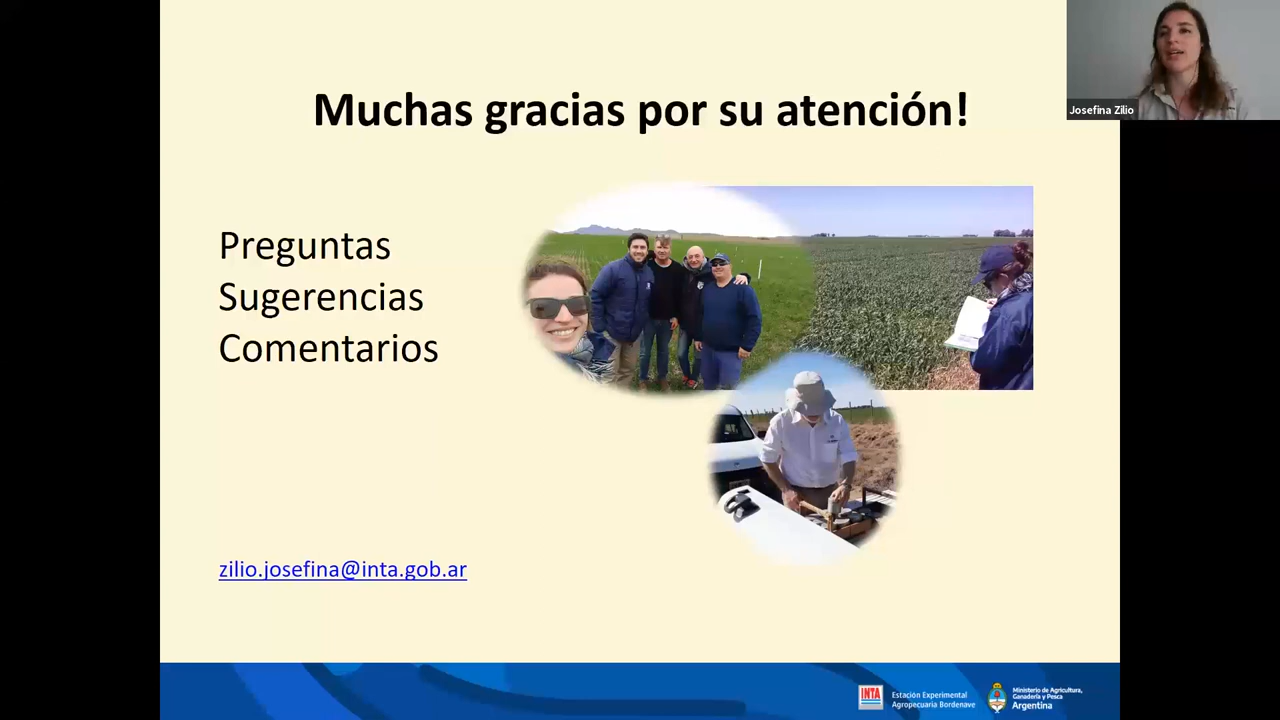 Muchas gracias por su atención!
Josefina Zilio
Preguntas
Sugerencias
Comentarios
zilio.josefina@inta.gob.ar
INTA
Estación Experimental
Agropecuaria Bordenave
Ministerio de Agricultura,
Ganadería y Pesca
Argentina